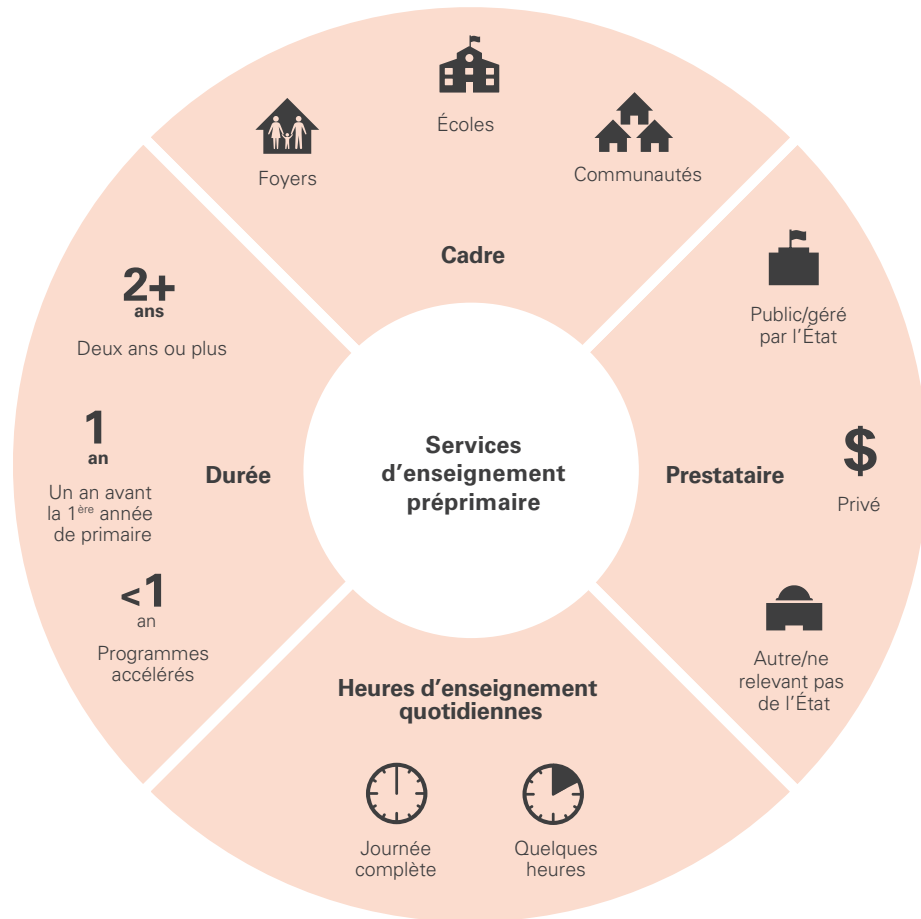 Écoles
Foyers
Communautés
Cadre
2+
ans
Deux ans ou plus
1
an
Un an avant
la 1ère année
de primaire
<1
an
Programmes
accélérés
Durée
Services
d’enseignement
préprimaire
Prestataire
Public/géré
par l’État
$
Privé
Autre/ne
relevant pas
de l’État
Heures d’enseignement
quotidiennes
Journée
complète
Quelques
heures